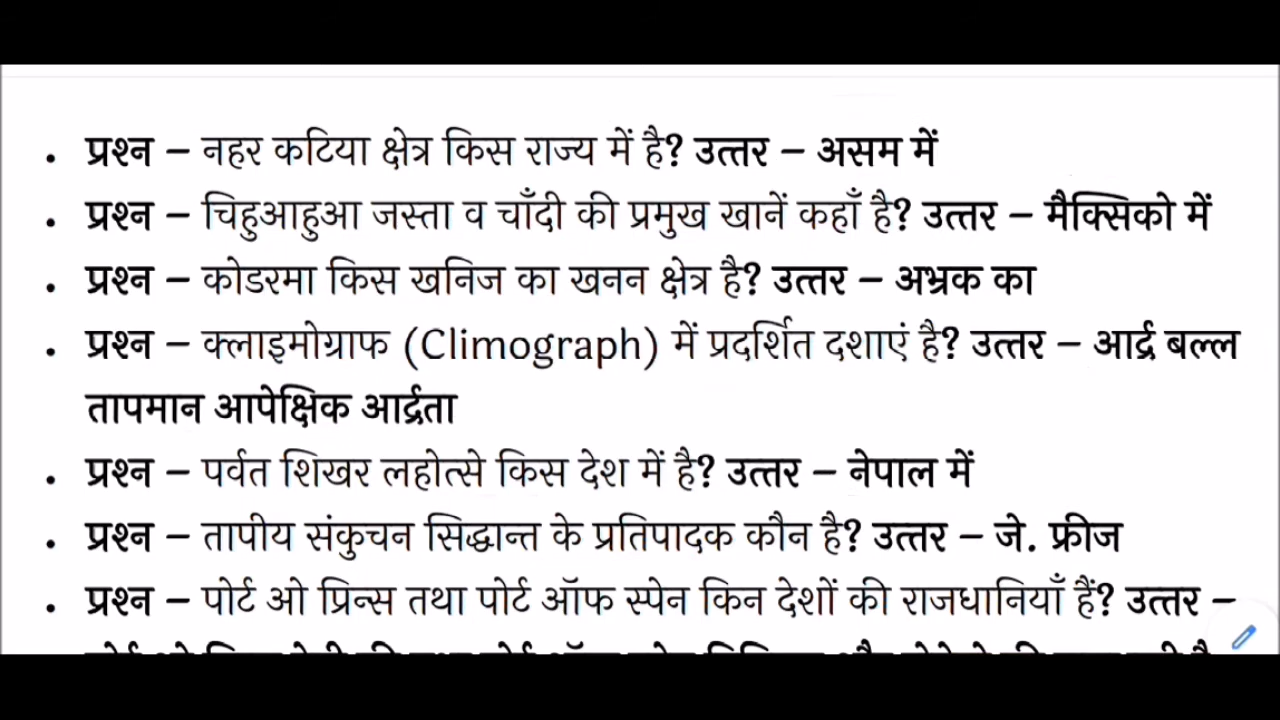 • प्रश्न – नहर कटिया क्षेत्र किस राज्य में है? उत्तर – असम में
• प्रश्न – चिहुआहुआ जस्ता व चाँदी की प्रमुख खानें कहाँ है? उत्तर – मैक्सिको में
• प्रश्न – कोडरमा किस खनिज का खनन क्षेत्र है? उत्तर – अभ्रक का
• प्रश्न – क्लाइमोग्राफ (Climograph) में प्रदर्शित दशाएं है? उत्तर – आर्द्र बल्ल
तापमान आपेक्षिक आर्द्रता
• प्रश्न – पर्वत शिखर लहोत्से किस देश में है? उत्तर – नेपाल में
• प्रश्न – तापीय संकुचन सिद्धान्त के प्रतिपादक कौन है? उत्तर – जे. फ्रीज
• प्रश्न – पोर्ट ओ प्रिन्स तथा पोर्ट ऑफ स्पेन किन देशों की राजधानियाँ हैं? उत्तर –